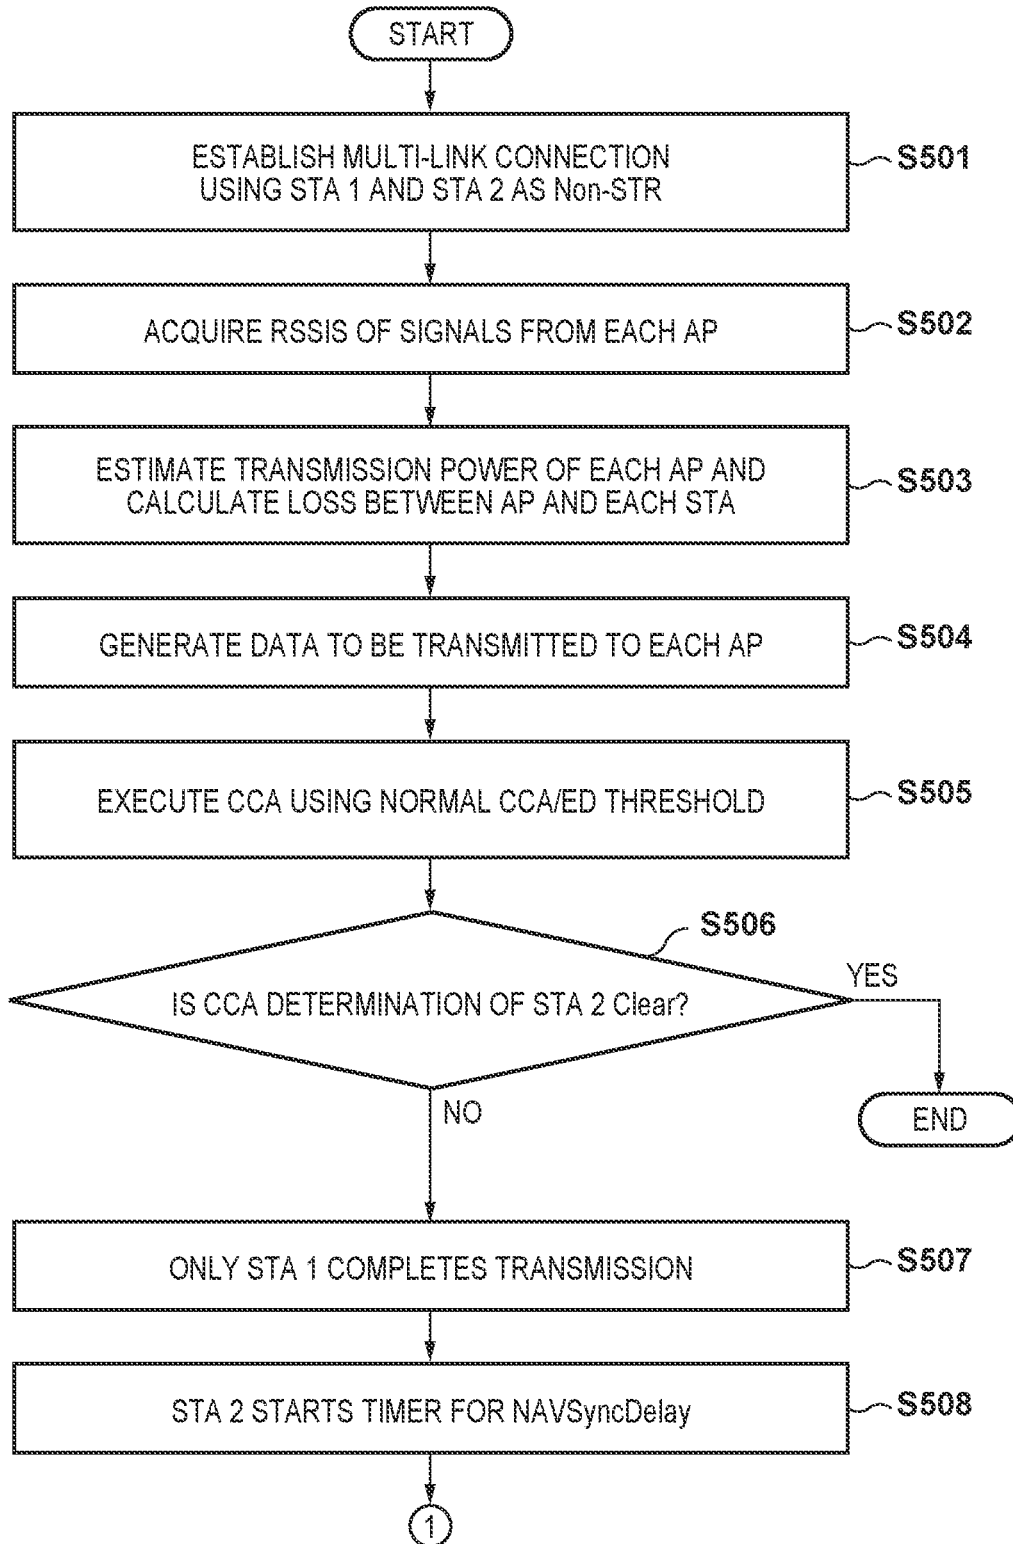 START
ESTABLISH MULTI-LINK CONNECTION
USING STA 1 AND STA 2 AS Non-STR
S501
ACQUIRE RSSIS OF SIGNALS FROM EACH AP
S502
ESTIMATE TRANSMISSION POWER OF EACH AP AND
CALCULATE LOSS BETWEEN AP AND EACH STA
S503
GENERATE DATA TO BE TRANSMITTED TO EACH AP
S504
EXECUTE CCA USING NORMAL CCA/ED THRESHOLD
S505
S506
IS CCA DETERMINATION OF STA 2 Clear?
YES
END
NO
ONLY STA 1 COMPLETES TRANSMISSION
S507
STA 2 STARTS TIMER FOR NAVSyncDelay
S508
1